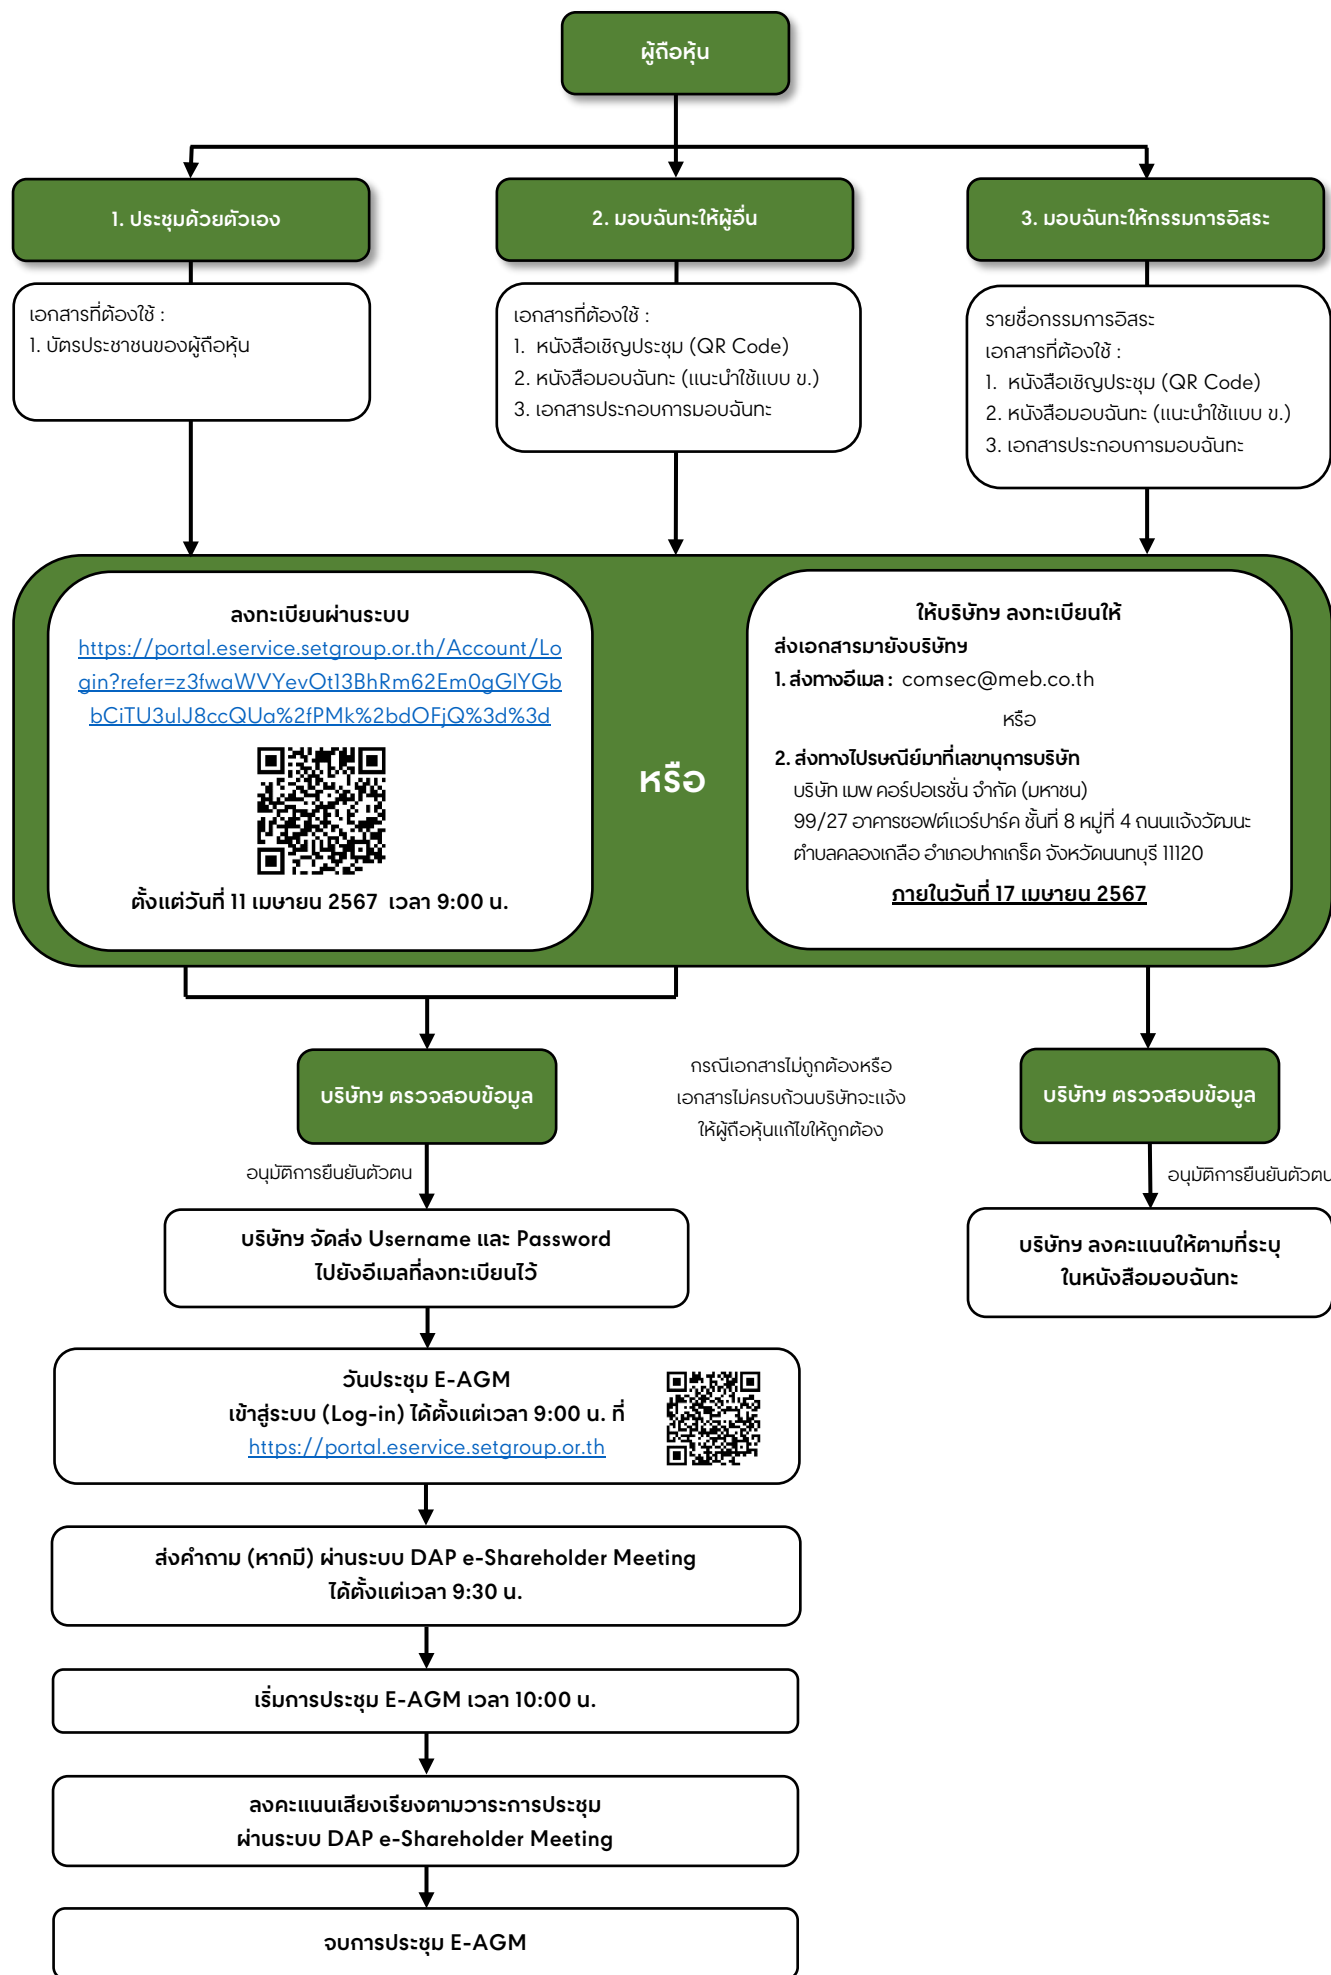 ผู้ถือหุ้น
1. ประชุมด้วยตัวเอง
2. มอบฉันทะให้ผู้อื่น
3. มอบฉันทะให้กรรมการอิสระ
เอกสารที่ต้องใช้ :
1. บัตรประชาชนของผู้ถือหุ้น
เอกสารที่ต้องใช้ :
1. หนังสือเชิญประชุม (QR Code)
2. หนังสือมอบฉันทะ (แนะนำใช้แบบ ข.)
3. เอกสารประกอบการมอบฉันทะ
รายชื่อกรรมการอิสระ
เอกสารที่ต้องใช้ :
1. หนังสือเชิญประชุม (QR Code)
2. หนังสือมอบฉันทะ (แนะนำใช้แบบ ข.)
3. เอกสารประกอบการมอบฉันทะ
ลงทะเบียนผ่านระบบ
https://portal.eservice.setgroup.or.th/Account/Lo
gin?refer=z3fwaWVYevOt13BhRm62Em0gGlYGb
bCiTU3ulJ8ccQUa%2fPMk%2bdOFjQ%3d%3d
ตั้งแต่วันที่ 11 เมษายน 2567 เวลา 9:00 น.
หรือ
ให้บริษัทฯ ลงทะเบียนให้
ส่งเอกสารมายังบริษัทฯ
1. ส่งทางอีเมล : comsec@meb.co.th
หรือ
2. ส่งทางไปรษณีย์มาที่เลขานุการบริษัท
บริษัท เมพ คอร์ปอเรชั่น จำกัด (มหาชน)
99/27 อาคารซอฟต์แวร์ปาร์ค ชั้นที่ 8 หมู่ที่ 4 ถนนแจ้งวัฒนะ
ตำบลคลองเกลือ อำเภอปากเกร็ด จังหวัดนนทบุรี 11120
ภายในวันที่ 17 เมษายน 2567
บริษัทฯ ตรวจสอบข้อมูล
กรณีเอกสารไม่ถูกต้องหรือ
เอกสารไม่ครบถ้วนบริษัทจะแจ้ง
ให้ผู้ถือหุ้นแก้ไขให้ถูกต้อง
บริษัทฯ ตรวจสอบข้อมูล
อนุมัติการยืนยันตัวตน
อนุมัติการยืนยันตัวตน
บริษัทฯ จัดส่ง Username และ Password
ไปยังอีเมลที่ลงทะเบียนไว้
บริษัทฯ ลงคะแนนให้ตามที่ระบุ
ในหนังสือมอบฉันทะ
วันประชุม E-AGM
เข้าสู่ระบบ (Log-in) ได้ตั้งแต่เวลา 9:00 น. ที่
https://portal.eservice.setgroup.or.th
ส่งคำถาม (หากมี) ผ่านระบบ DAP e-Shareholder Meeting
ได้ตั้งแต่เวลา 9:30 น.
เริ่มการประชุม E-AGM เวลา 10:00 น.
ลงคะแนนเสียงเรียงตามวาระการประชุม
ผ่านระบบ DAP e-Shareholder Meeting
จบการประชุม E-AGM